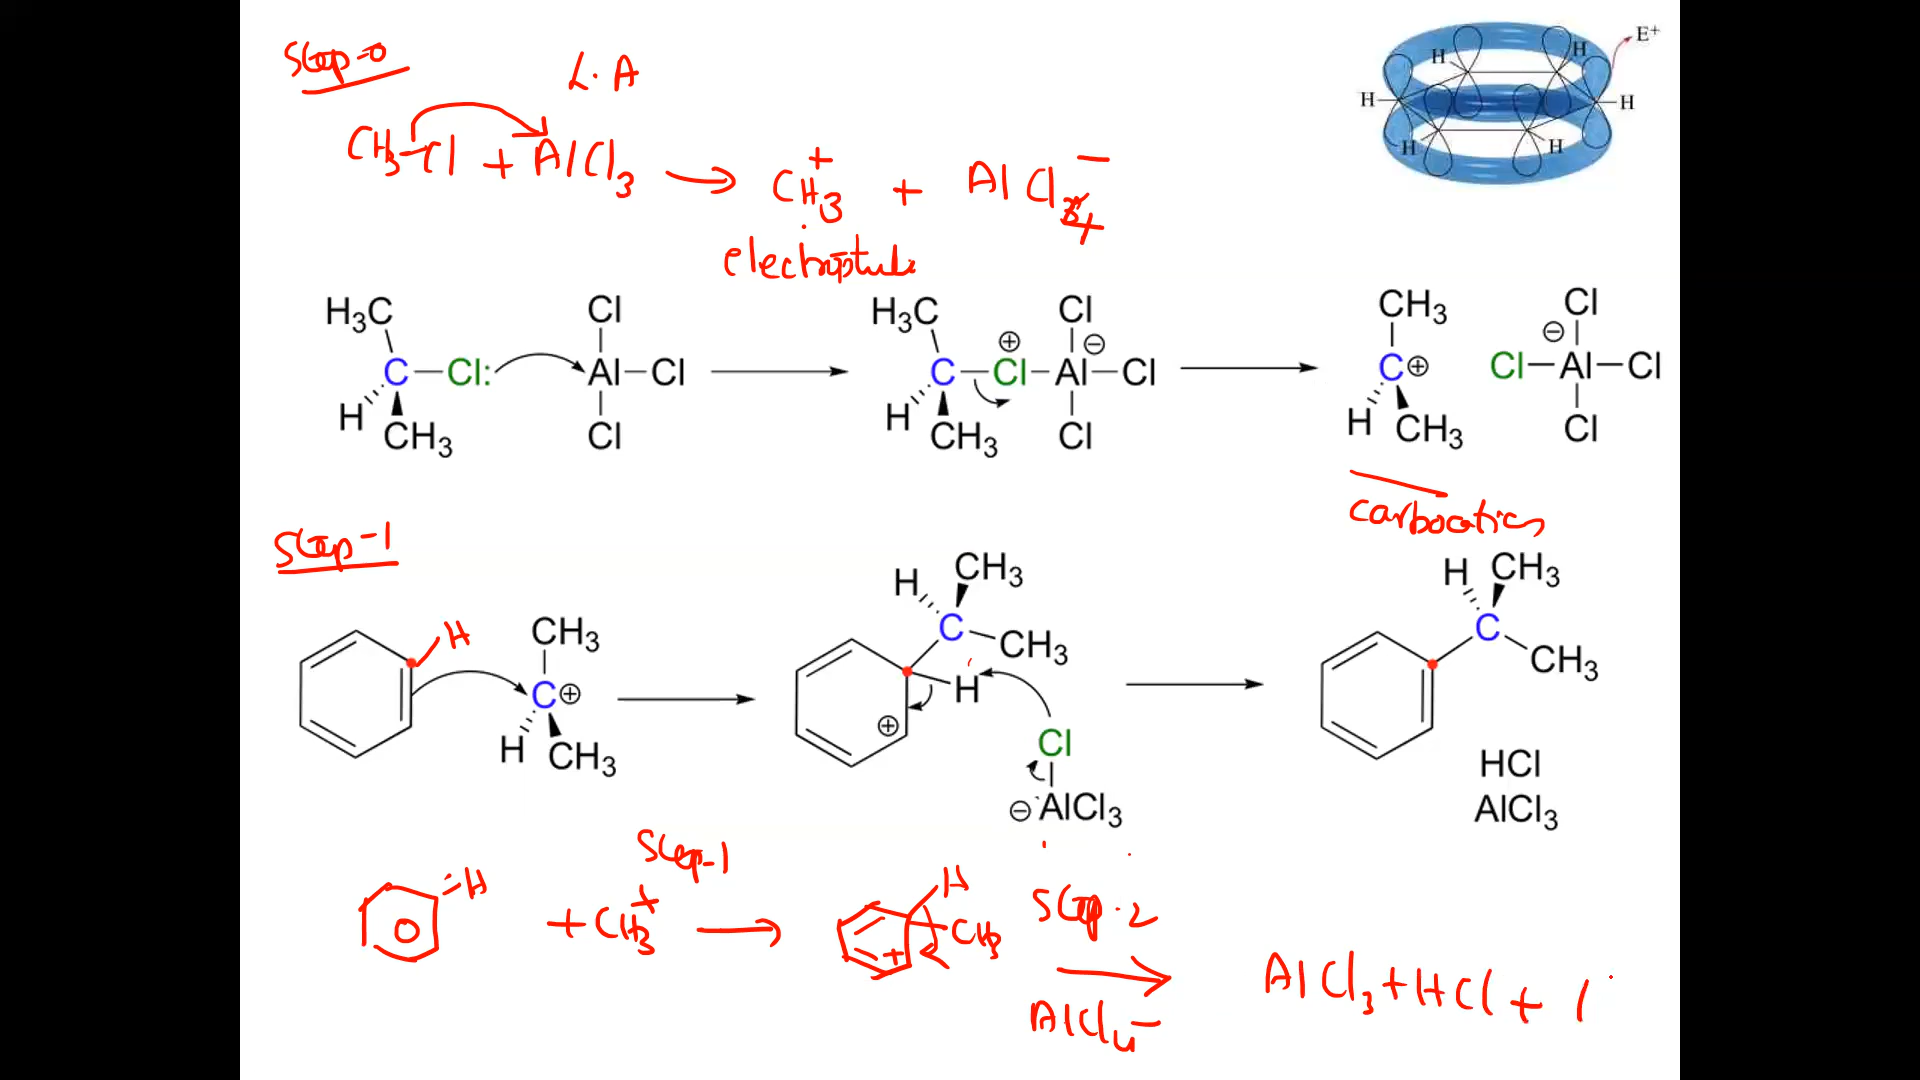 Step-0
L.A
CH3-Cl + AlCl3 → CH3+ + AlCl4-
electrophile
H H E+
H H
H H
H3C Cl H3C Cl CH3 Cl
C Cl: Al Cl C Cl Al Cl C⊕ Cl Al Cl
H CH3 Cl H CH3 Cl H CH3 Cl
⊕ ⊖ ⊖
carbocation
Step-1
H CH3 H CH3 H CH3
C⊕ C CH3 C CH3
H CH3 ⊕ H
Cl HCl
⊖AlCl3 AlCl3
Step-1
H + CH3+ → H CH3 +
Step-2
AlCl4-
AlCl3 + HCl +